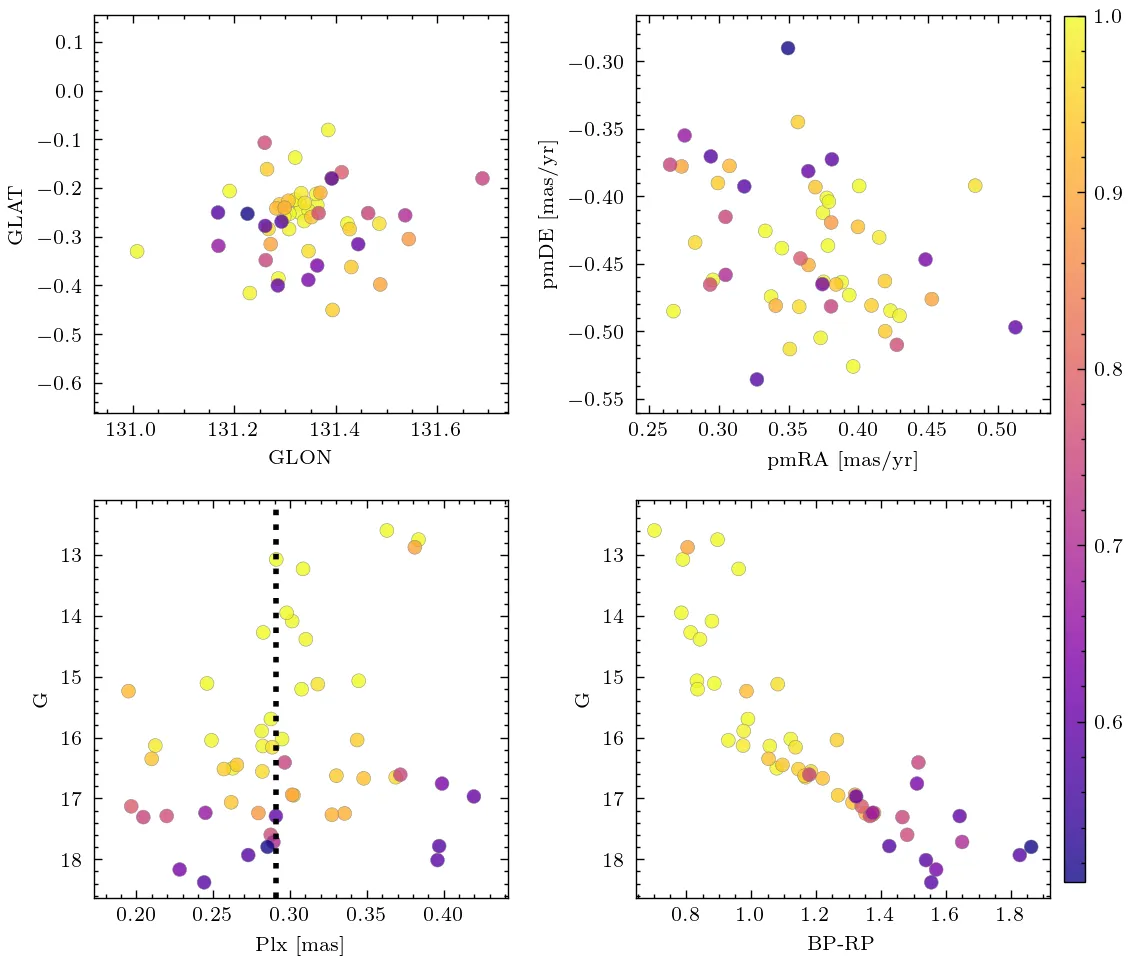 0.1
0.0
−0.1
−0.2
−0.3
−0.4
−0.5
−0.6
GLAT
131.0 131.2 131.4 131.6
GLON
−0.30
−0.35
−0.40
−0.45
−0.50
−0.55
pmDE [mas/yr]
0.25 0.30 0.35 0.40 0.45 0.50
pmRA [mas/yr]
1.0
0.9
0.8
0.7
0.6
13
14
15
16
17
18
G
0.20 0.25 0.30 0.35 0.40
Plx [mas]
13
14
15
16
17
18
G
0.8 1.0 1.2 1.4 1.6 1.8
BP-RP